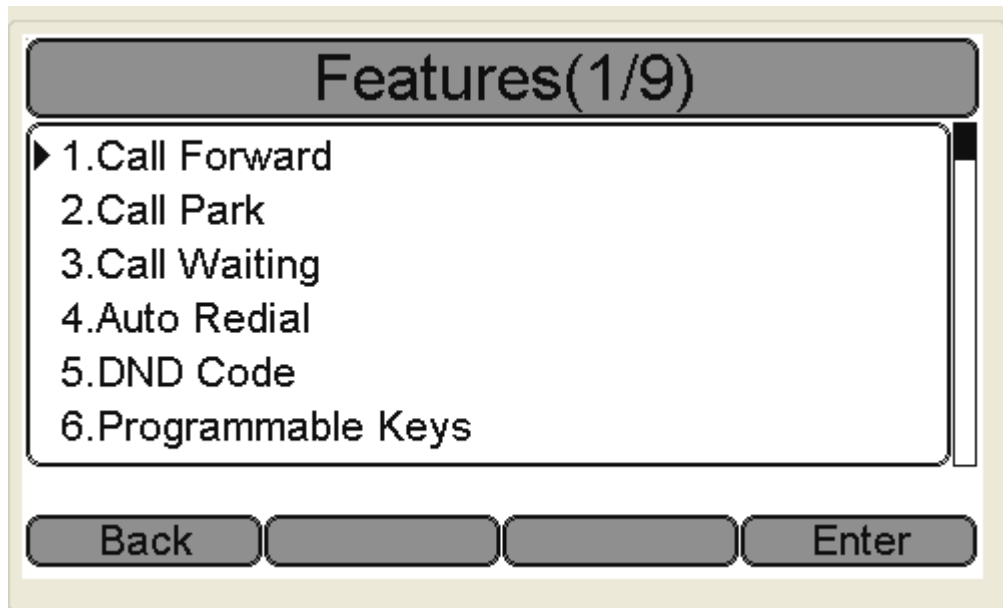 Features(1/9)
1.Call Forward
2.Call Park
3.Call Waiting
4.Auto Redial
5.DND Code
6.Programmable Keys
Back Enter